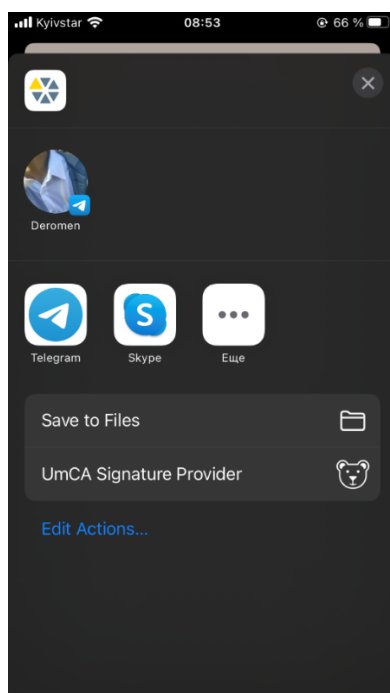 Kyivstar 08:53 66 %
Deromen
Telegram Skype Еще
Save to Files
UmCA Signature Provider
Edit Actions...